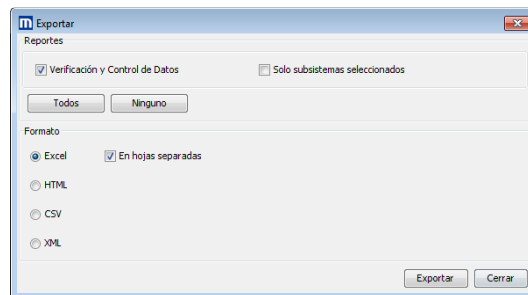 m Exportar
Reportes
Verificación y Control de Datos
Solo subsistemas seleccionados
Todos
Ninguno
Formato
Excel
En hojas separadas
HTML
CSV
XML
Exportar
Cerrar